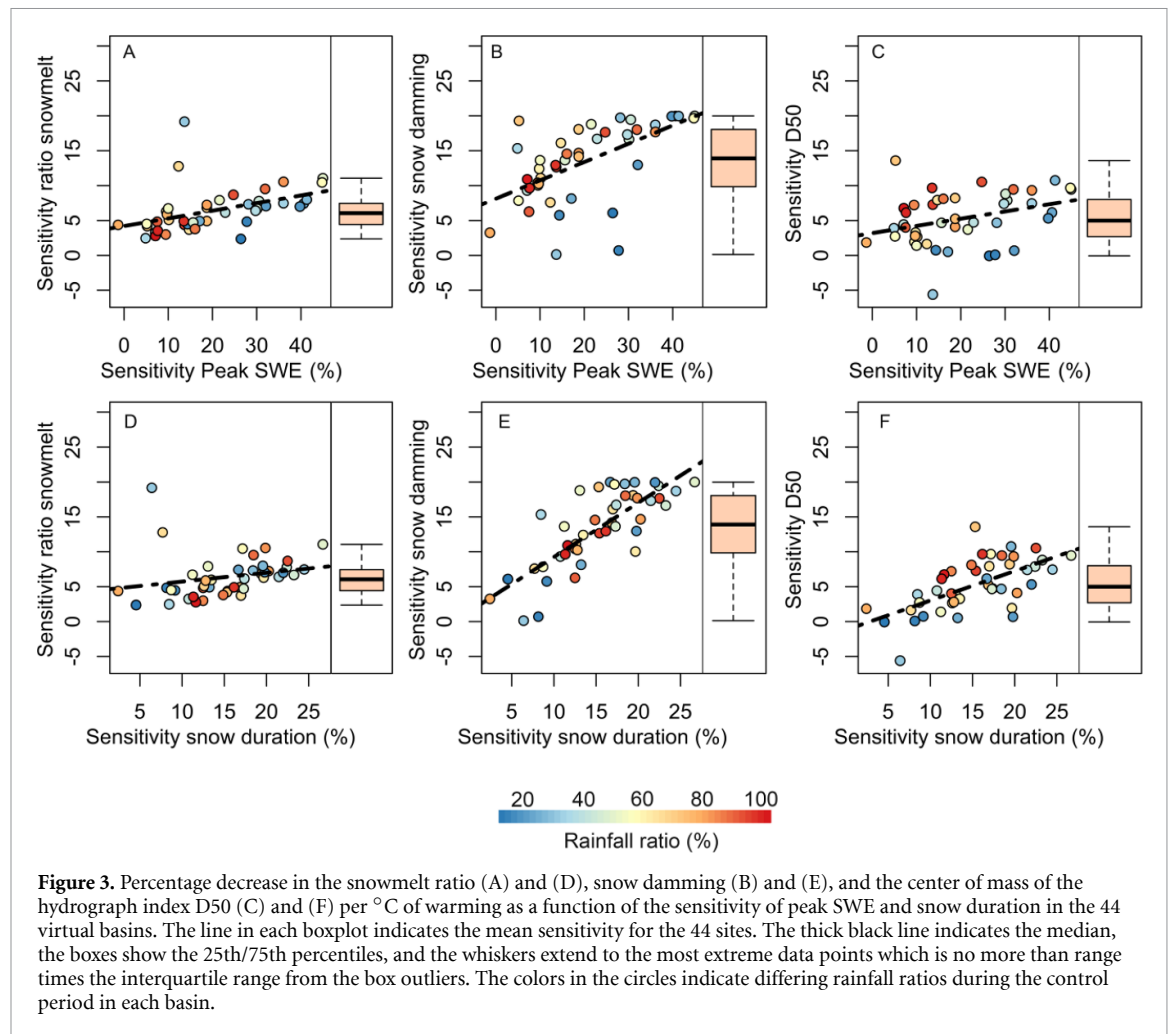 A
B
C
Sensitivity ratio snowmelt
25
15
5
0
-5
Sensitivity snow damming
25
15
5
0
-5
Sensitivity D50
25
15
5
0
-5
0 10 20 30 40
0 10 20 30 40
0 10 20 30 40
Sensitivity Peak SWE (%)
Sensitivity Peak SWE (%)
Sensitivity Peak SWE (%)
D
E
F
Sensitivity ratio snowmelt
25
15
5
0
-5
Sensitivity snow damming
25
15
5
0
-5
Sensitivity D50
25
15
5
0
-5
5 10 15 20 25
5 10 15 20 25
5 10 15 20 25
Sensitivity snow duration (%)
Sensitivity snow duration (%)
Sensitivity snow duration (%)
20 40 60 80 100
Rainfall ratio (%)
Figure 3. Percentage decrease in the snowmelt ratio (A) and (D), snow damming (B) and (E), and the center of mass of the
hydrograph index D50 (C) and (F) per °C of warming as a function of the sensitivity of peak SWE and snow duration in the 44
virtual basins. The line in each boxplot indicates the mean sensitivity for the 44 sites. The thick black line indicates the median,
the boxes show the 25th/75th percentiles, and the whiskers extend to the most extreme data points which is no more than range
times the interquartile range from the box outliers. The colors in the circles indicate differing rainfall ratios during the control
period in each basin.